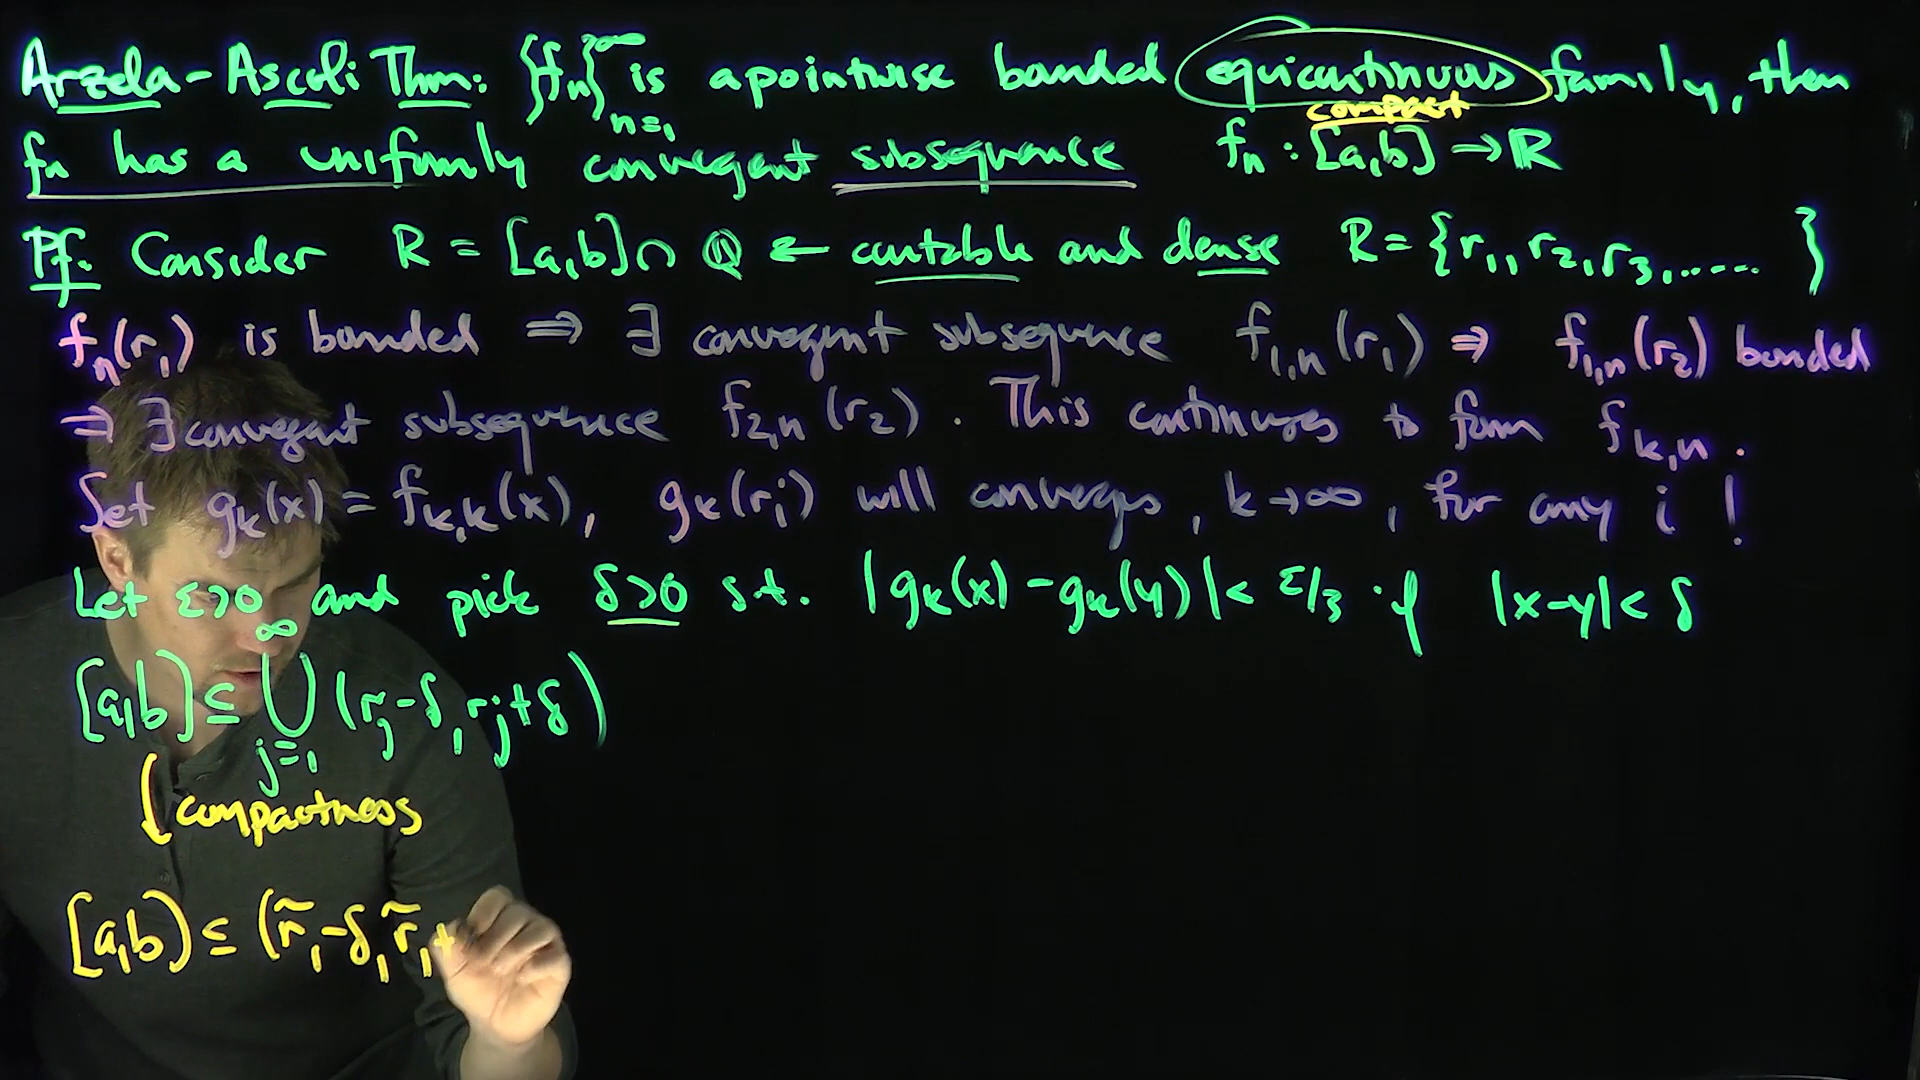 Arzela-Ascoli Thm: {fn}_{n=1}^∞ is a pointwise bounded equicontinuous family, then
compact
fn has a uniformly convergent subsequence fn : [a,b] → ℝ
Pf: Consider R = [a,b] ∩ ℚ ← countable and dense R = {r1, r2, r3, ..... }
fn(r1) is bounded ⇒ ∃ convergent subsequence f1,n(r1) ⇒ f1,n(r2) bounded
⇒ ∃ convergent subsequence f2,n(r2). This continues to form fk,n.
Set gk(x) = fk,k(x), gk(ri) will converges, k→∞, for any i !
Let ε>0 and pick δ>0 s.t. |gk(x) - gk(y)| < ε/3 if |x-y| < δ
[a,b] ⊆ ⋃_{j=1}^∞ (rj-δ, rj+δ)
compactness
[a,b] ⊆ (r̃1-δ, r̃1+